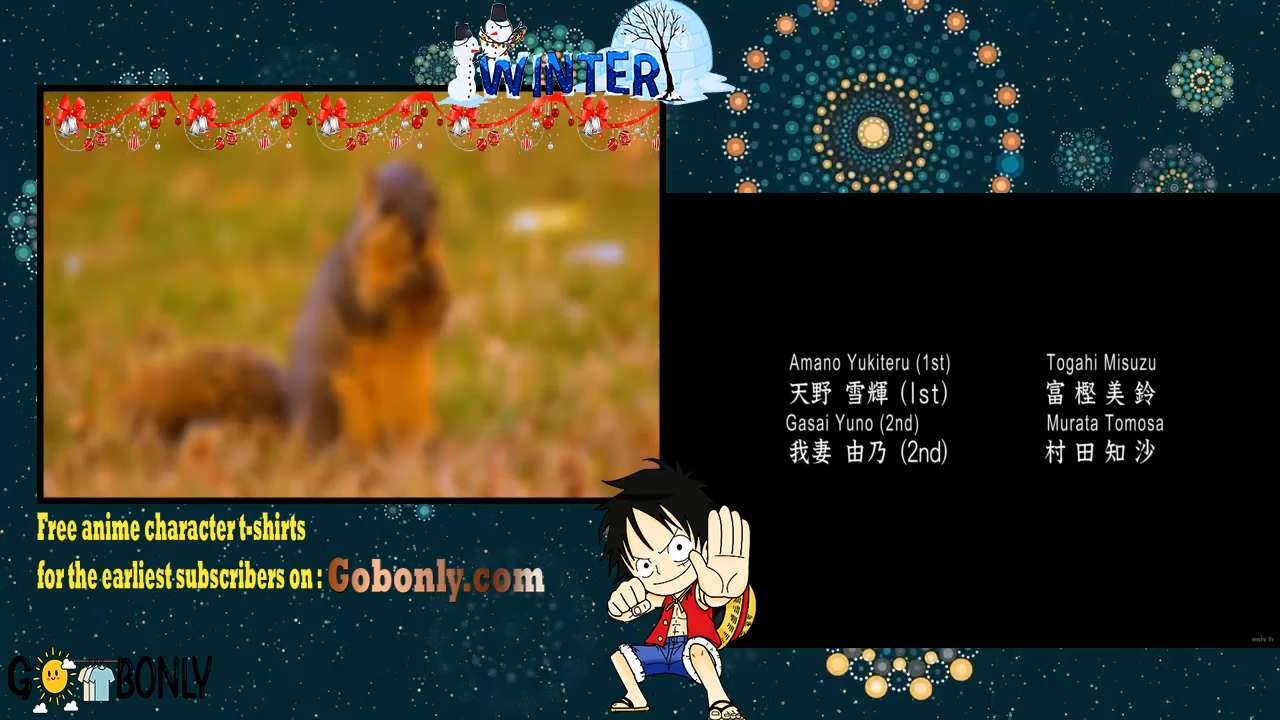 WINTER
Amano Yukiteru (1st) Togahi Misuzu
天野 雪輝 (1st) 富樫美鈴
Gasai Yuno (2nd) Murata Tomosa
我妻 由乃 (2nd) 村田知沙
Free anime character t-shirts
for the earliest subscribers on : Gobonly.com
GOBONLY